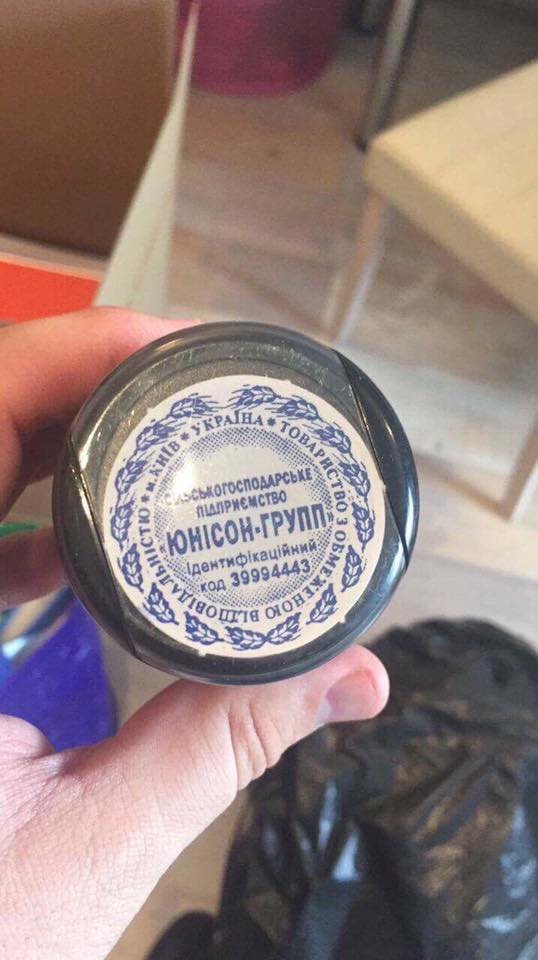 УКРАЇНА * ТОВАРИСТВО З ОБМЕЖЕНОЮ ВІДПОВІДАЛЬНІСТЮ * м.КИЇВ *
СІЛЬСЬКОГОСПОДАРСЬКЕ
ПІДПРИЄМСТВО
"ЮНІСОН-ГРУПП"
Ідентифікаційний
код 39994443